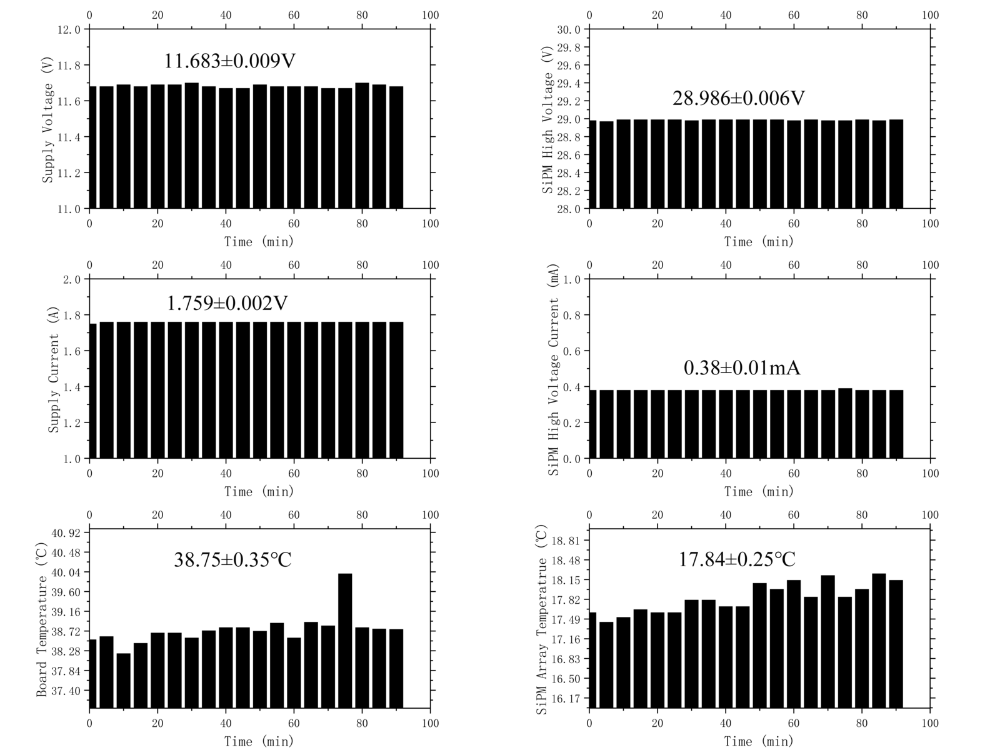 0 20 40 60 80 100
12.0
11.8
11.6
11.4
11.2
11.0
Supply Voltage (V)
11.683±0.009V
0 20 40 60 80 100
Time (min)
0 20 40 60 80 100
30.0
29.8
29.6
29.4
29.2
29.0
28.8
28.6
28.4
28.2
28.0
SiPM High Voltage (V)
28.986±0.006V
0 20 40 60 80 100
Time (min)
0 20 40 60 80 100
2.0
1.8
1.6
1.4
1.2
1.0
Supply Current (A)
1.759±0.002V
0 20 40 60 80 100
Time (min)
0 20 40 60 80 100
1.0
0.8
0.6
0.4
0.2
0.0
SiPM High Voltage Current (mA)
0.38±0.01mA
0 20 40 60 80 100
Time (min)
0 20 40 60 80 100
40.92
40.48
40.04
39.60
39.16
38.72
38.28
37.84
37.40
Board Temperature (℃)
38.75±0.35℃
0 20 40 60 80 100
Time (min)
0 20 40 60 80 100
18.81
18.48
18.15
17.82
17.49
17.16
16.83
16.50
16.17
SiPM Array Temperatrue (℃)
17.84±0.25℃
0 20 40 60 80 100
Time (min)